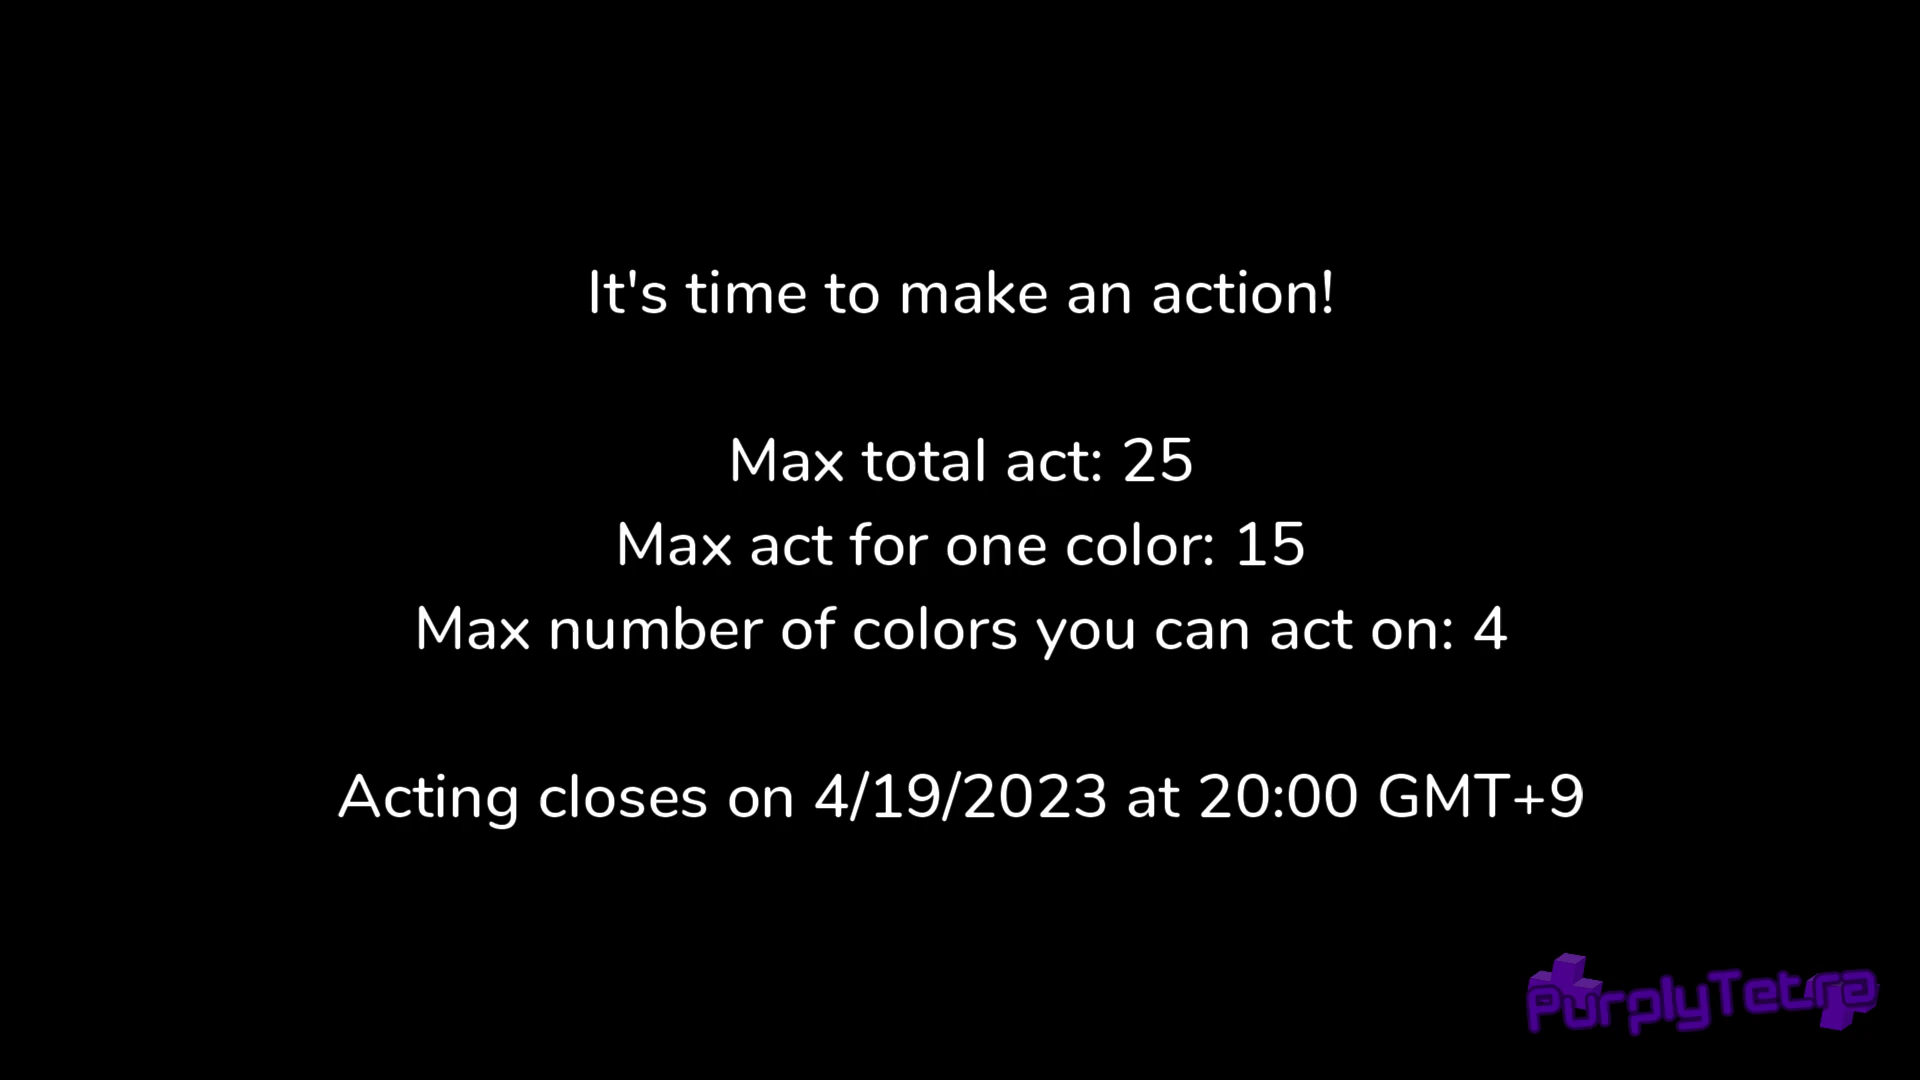 It's time to make an action!
Max total act: 25
Max act for one color: 15
Max number of colors you can act on: 4
Acting closes on 4/19/2023 at 20:00 GMT+9
PurplyTetra